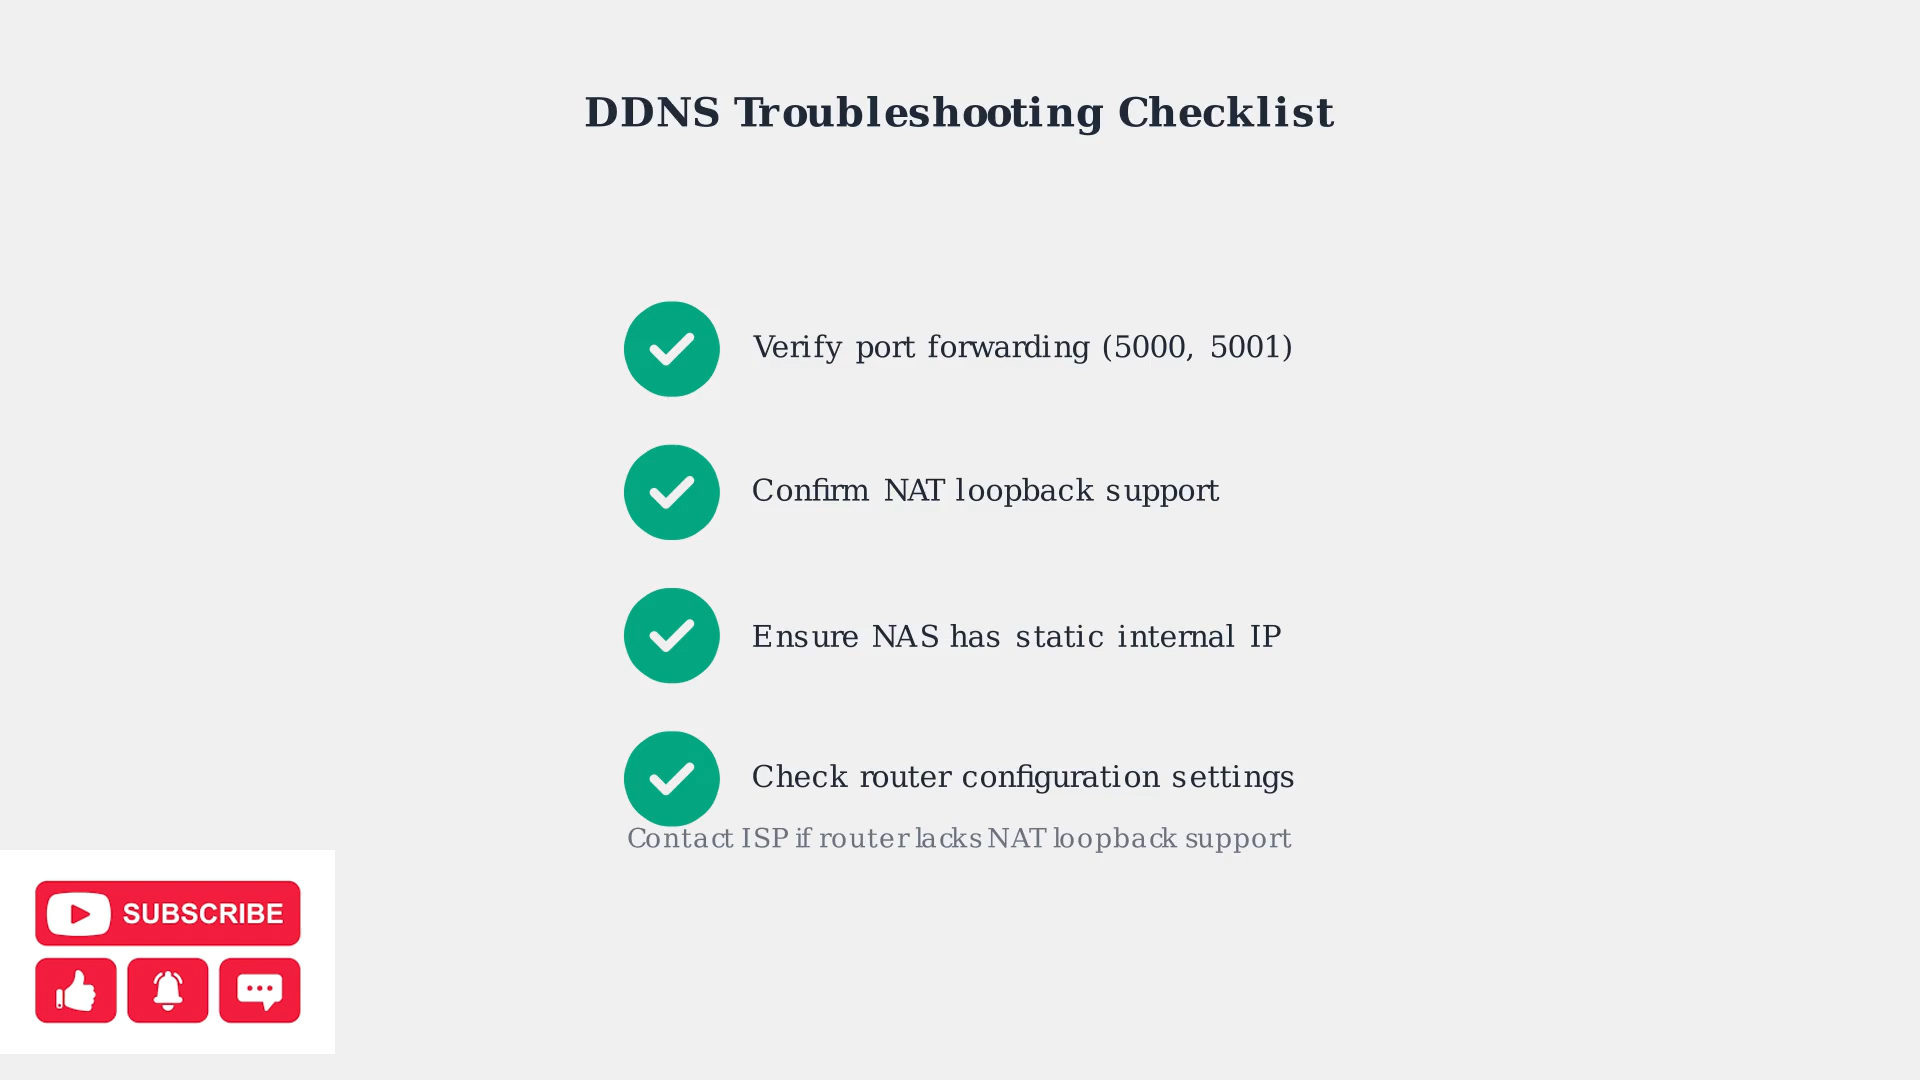 DDNS Troubleshooting Checklist
Verify port forwarding (5000, 5001)
Confirm NAT loopback support
Ensure NAS has static internal IP
Check router configuration settings
Contact ISP if router lacks NAT loopback support
SUBSCRIBE